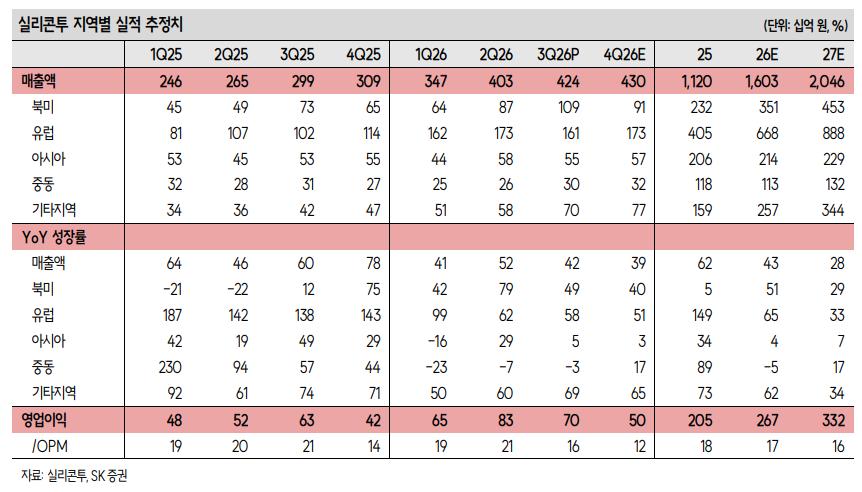 실리콘투 지역별 실적 추정치 (단위: 십억 원, %)
1Q25 2Q25 3Q25 4Q25 1Q26 2Q26 3Q26P 4Q26E 25 26E 27E
매출액 246 265 299 309 347 403 424 430 1,120 1,603 2,046
북미 45 49 73 65 64 87 109 91 232 351 453
유럽 81 107 102 114 162 173 161 173 405 668 888
아시아 53 45 53 55 44 58 55 57 206 214 229
중동 32 28 31 27 25 26 30 32 118 113 132
기타지역 34 36 42 47 51 58 70 77 159 257 344
YoY 성장률
매출액 64 46 60 78 41 52 42 39 62 43 28
북미 -21 -22 12 75 42 79 49 40 5 51 29
유럽 187 142 138 143 99 62 58 51 149 65 33
아시아 42 19 49 29 -16 29 5 3 34 4 7
중동 230 94 57 44 -23 -7 -3 17 89 -5 17
기타지역 92 61 74 71 50 60 69 65 73 62 34
영업이익 48 52 63 42 65 83 70 50 205 267 332
/OPM 19 20 21 14 19 21 16 12 18 17 16
자료: 실리콘투, SK 증권